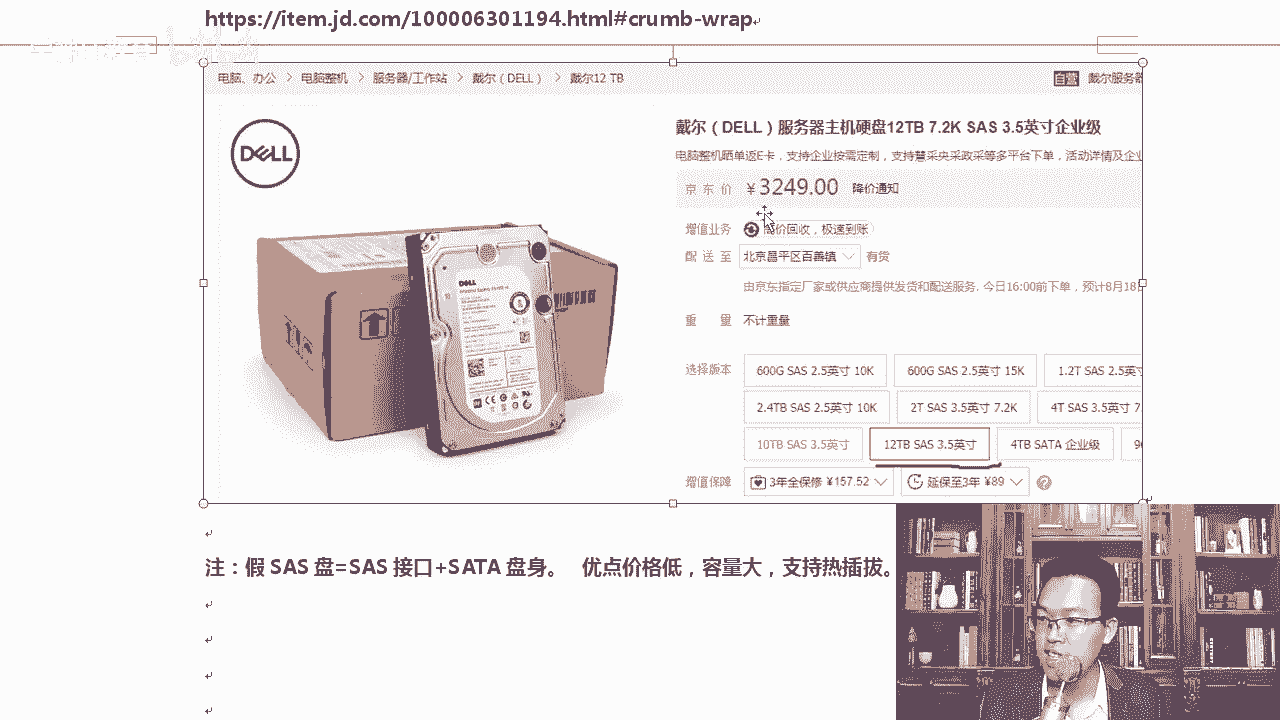 https://item.jd.com/100006301194.html#crumb-wrap
电脑、办公 > 电脑整机 > 服务器/工作站 > 戴尔（DELL） > 戴尔12 TB
自营 戴尔服务器
DELL
戴尔（DELL）服务器主机硬盘12TB 7.2K SAS 3.5英寸企业级
电脑整机晒单返E卡，支持企业按需定制，支持慧采央采政采等多平台下单，活动详情及企业
京东价 ￥3249.00 降价通知
增值业务 价回收，极速到账
配送至 北京昌平区百善镇 有货
由京东指定厂家或供应商提供发货和配送服务. 今日16:00前下单，预计8月18
重量 不计重量
选择版本 600G SAS 2.5英寸 10K 600G SAS 2.5英寸 15K 1.2T SAS 2.5英寸
2.4TB SAS 2.5英寸 10K 2T SAS 3.5英寸 7.2K 4T SAS 3.5英寸 7.
10TB SAS 3.5英寸 12TB SAS 3.5英寸 4TB SATA 企业级
增值保障 3年全保修 ¥157.52 延保至3年 ¥89 ?
DELL
注：假 SAS 盘=SAS 接口+SATA 盘身。 优点价格低，容量大，支持热插拔。